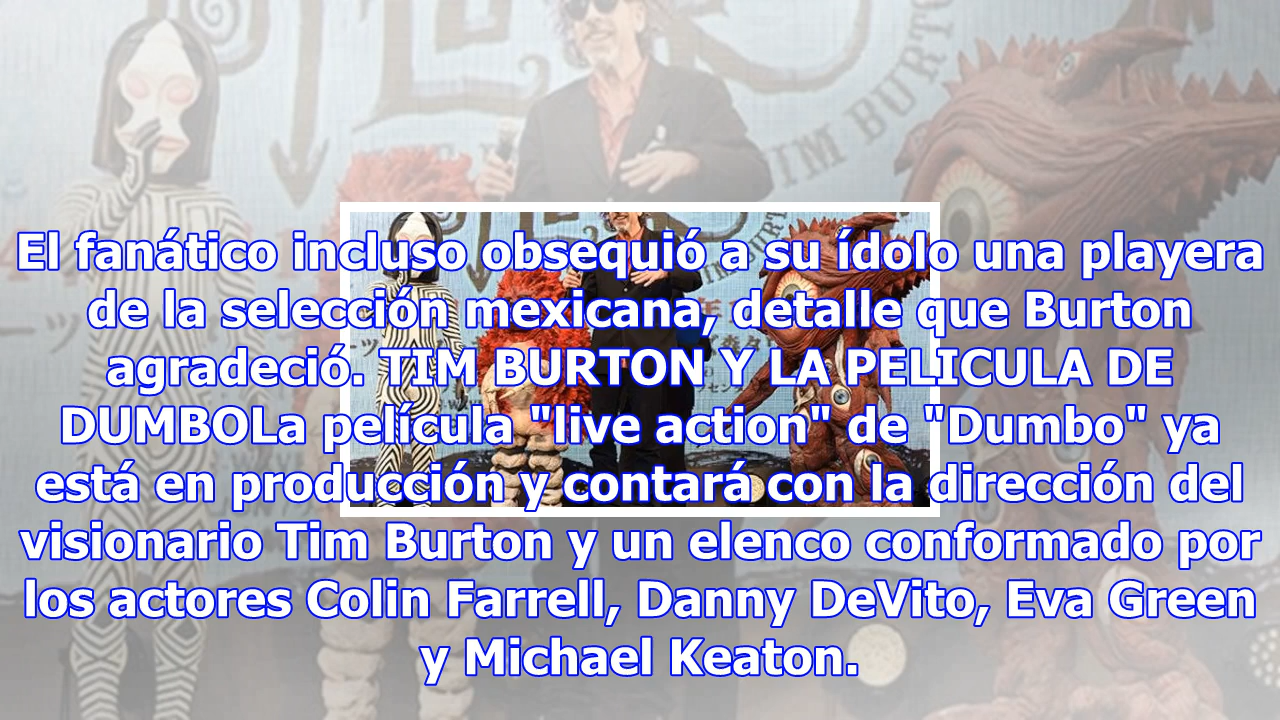 El fanático incluso obsequió a su ídolo una playera
de la selección mexicana, detalle que Burton
agradeció. TIM BURTON Y LA PELICULA DE
DUMBOLa película "live action" de "Dumbo" ya
está en producción y contará con la dirección del
visionario Tim Burton y un elenco conformado por
los actores Colin Farrell, Danny DeVito, Eva Green
y Michael Keaton.
TIM BURTON